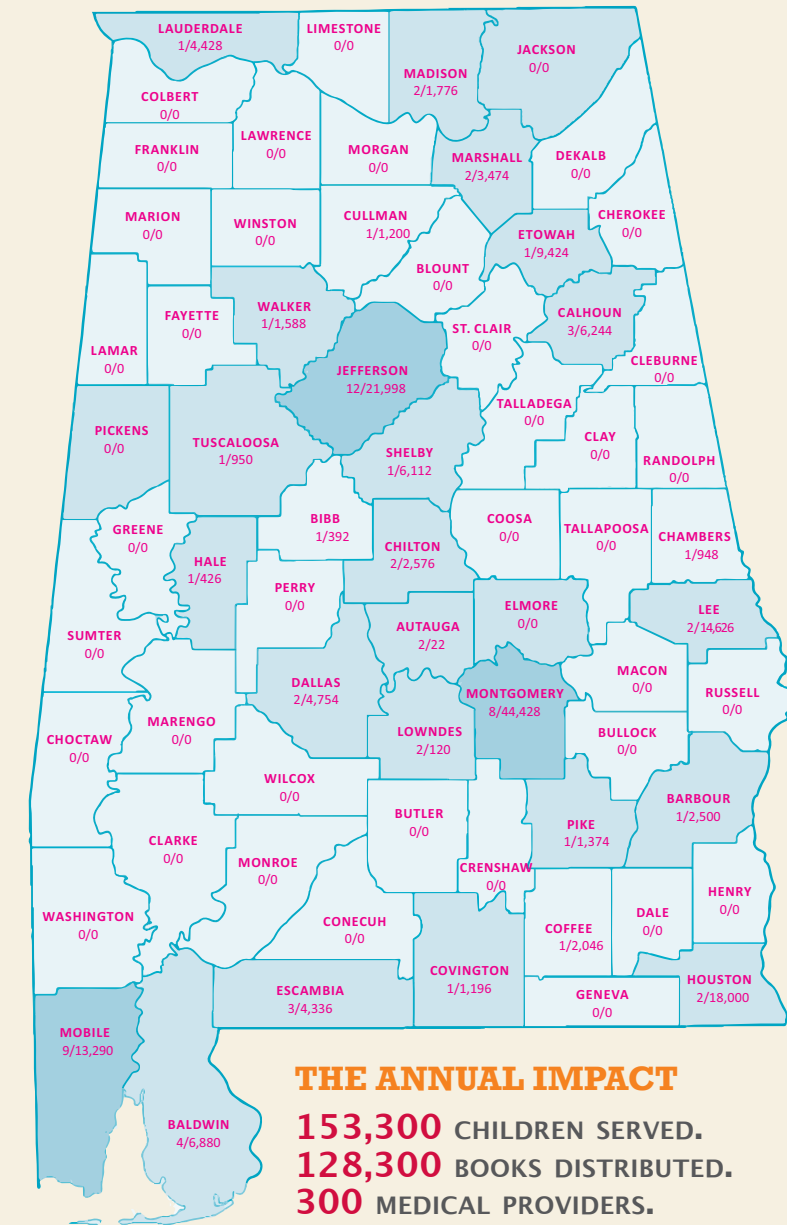 LAUDERDALE
1/4,428
LIMESTONE
0/0
MADISON
2/1,776
JACKSON
0/0
COLBERT
0/0
FRANKLIN
0/0
LAWRENCE
0/0
MORGAN
0/0
MARSHALL
2/3,474
DEKALB
0/0
MARION
0/0
WINSTON
0/0
CULLMAN
1/1,200
CHEROKEE
0/0
ETOWAH
1/9,424
BLOUNT
0/0
WALKER
1/1,588
FAYETTE
0/0
ST. CLAIR
0/0
CALHOUN
3/6,244
LAMAR
0/0
JEFFERSON
12/21,998
CLEBURNE
0/0
TALLADEGA
0/0
PICKENS
0/0
TUSCALOOSA
1/950
SHELBY
1/6,112
CLAY
0/0
RANDOLPH
0/0
GREENE
0/0
BIBB
1/392
COOSA
0/0
TALLAPOOSA
0/0
CHAMBERS
1/948
HALE
1/426
CHILTON
2/2,576
PERRY
0/0
ELMORE
0/0
LEE
2/14,626
SUMTER
0/0
AUTAUGA
2/22
DALLAS
2/4,754
MONTGOMERY
8/44,428
MACON
0/0
RUSSELL
0/0
CHOCTAW
0/0
MARENGO
0/0
LOWNDES
2/120
BULLOCK
0/0
WILCOX
0/0
BARBOUR
1/2,500
CLARKE
0/0
BUTLER
0/0
PIKE
1/1,374
MONROE
0/0
CRENSHAW
0/0
WASHINGTON
0/0
CONECUH
0/0
COFFEE
1/2,046
DALE
0/0
HENRY
0/0
ESCAMBIA
3/4,336
COVINGTON
1/1,196
GENEVA
0/0
HOUSTON
2/18,000
MOBILE
9/13,290
BALDWIN
4/6,880
THE ANNUAL IMPACT
153,300 CHILDREN SERVED.
128,300 BOOKS DISTRIBUTED.
300 MEDICAL PROVIDERS.